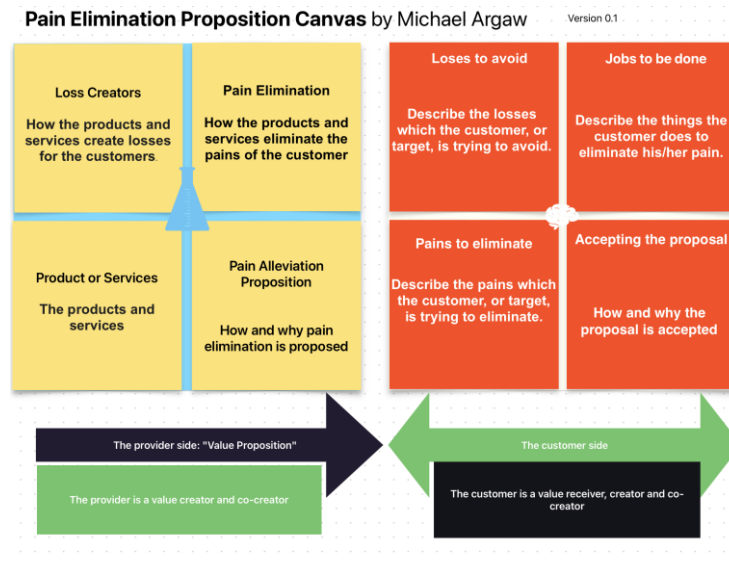 Pain Elimination Proposition Canvas by Michael Argaw
Version 0.1
Loss Creators
How the products and
services create losses
for the customers.
Pain Elimination
How the products and
services eliminate the
pains of the customer
Product or Services
The products and
services
Pain Alleviation
Proposition
How and why pain
elimination is proposed
Loses to avoid
Describe the losses
which the customer, or
target, is trying to avoid.
Jobs to be done
Describe the things the
customer does to
eliminate his/her pain.
Pains to eliminate
Describe the pains which
the customer, or target,
is trying to eliminate.
Accepting the proposal
How and why the
proposal is accepted
The provider side: "Value Proposition"
The provider is a value creator and co-creator
The customer side
The customer is a value receiver, creator and co-
creator